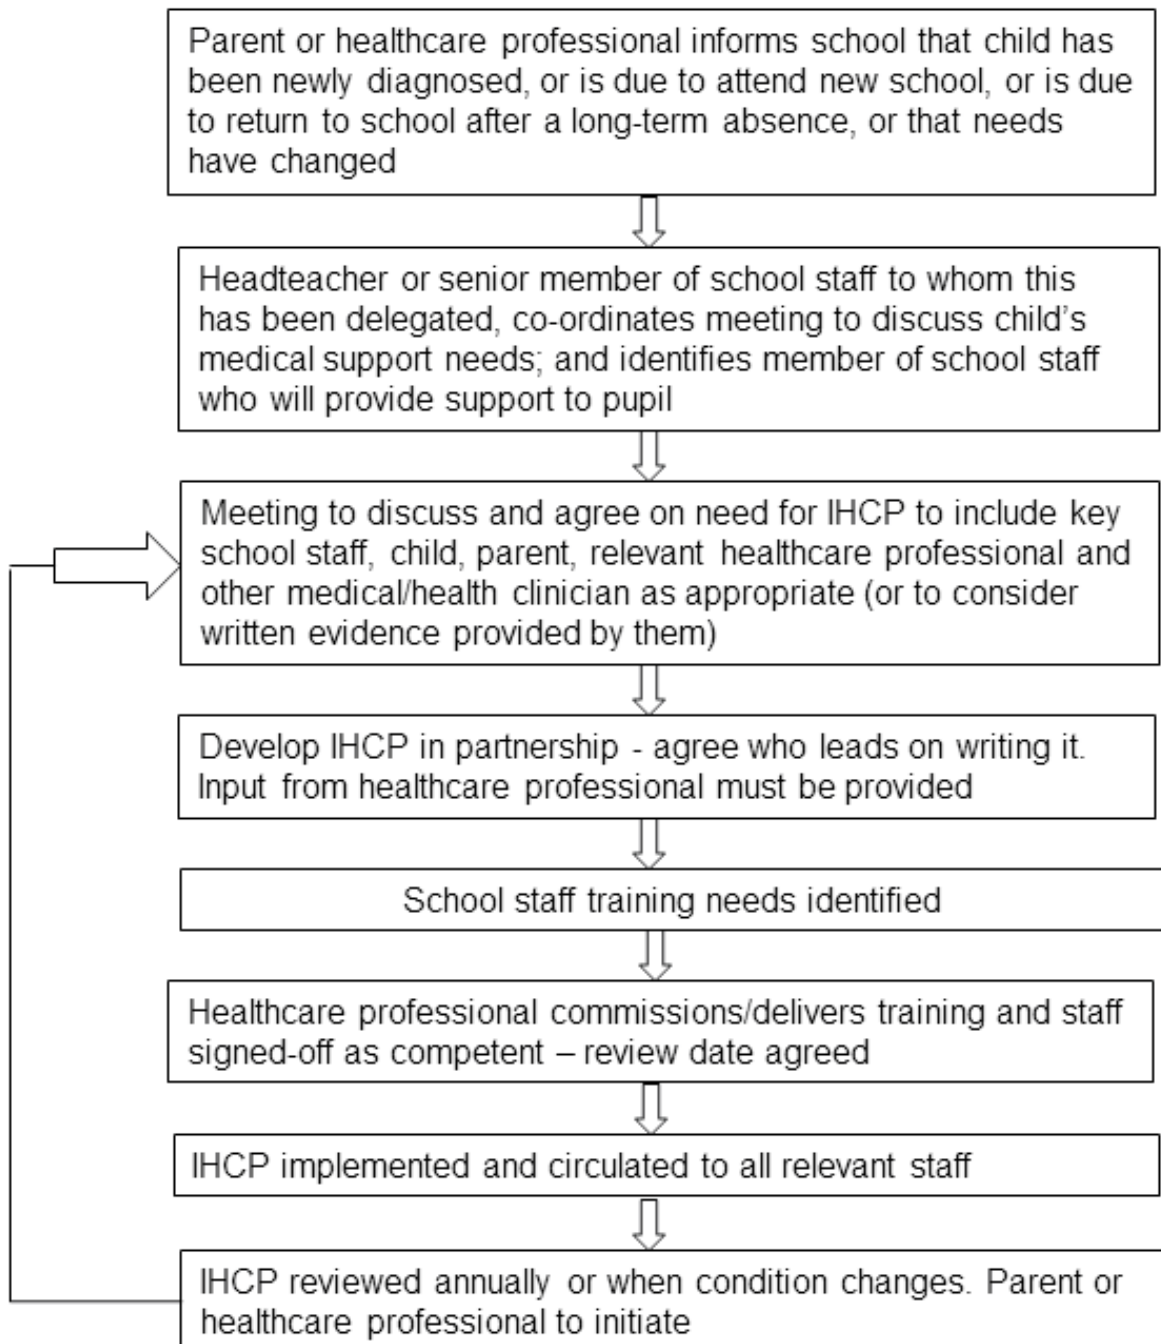 Parent or healthcare professional informs school that child has
been newly diagnosed, or is due to attend new school, or is due
to return to school after a long-term absence, or that needs
have changed
Headteacher or senior member of school staff to whom this
has been delegated, co-ordinates meeting to discuss child's
medical support needs; and identifies member of school staff
who will provide support to pupil
Meeting to discuss and agree on need for IHCP to include key
school staff, child, parent, relevant healthcare professional and
other medical/health clinician as appropriate (or to consider
written evidence provided by them)
Develop IHCP in partnership - agree who leads on writing it.
Input from healthcare professional must be provided
School staff training needs identified
Healthcare professional commissions/delivers training and staff
signed-off as competent – review date agreed
IHCP implemented and circulated to all relevant staff
IHCP reviewed annually or when condition changes. Parent or
healthcare professional to initiate